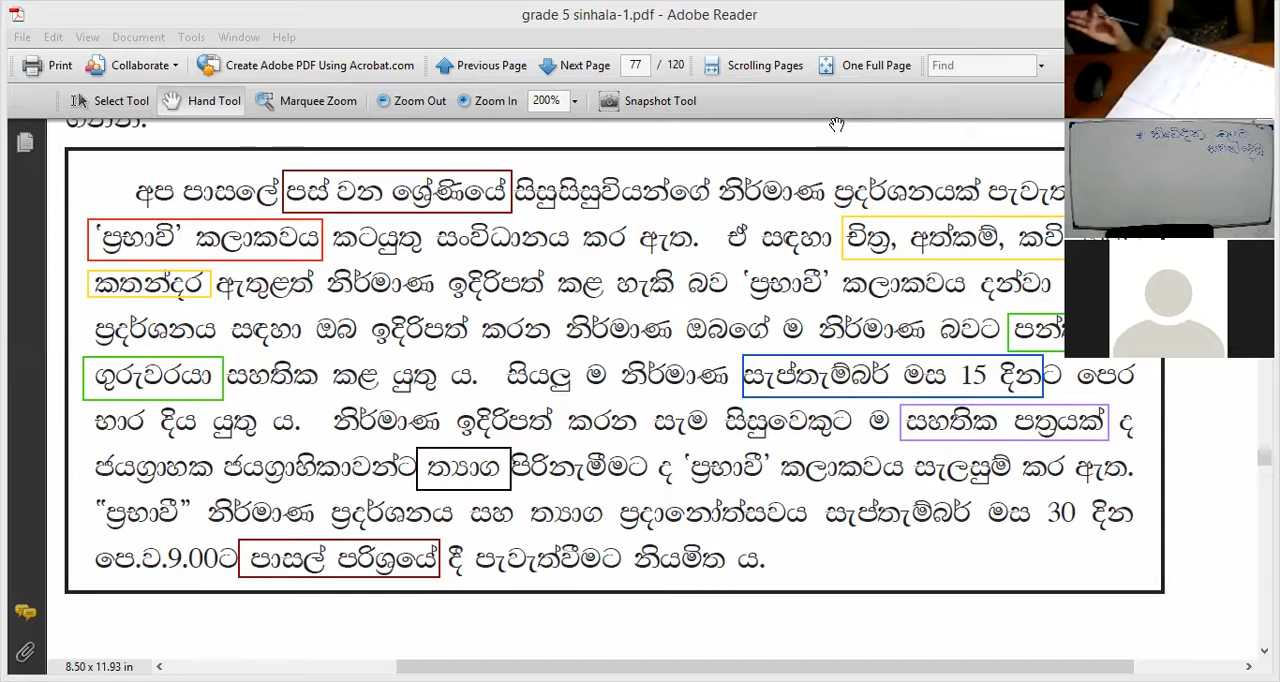 grade 5 sinhala-1.pdf - Adobe Reader
File Edit View Document Tools Window Help
Print Collaborate Create Adobe PDF Using Acrobat.com Previous Page Next Page 77 / 120 Scrolling Pages One Full Page Find
Select Tool Hand Tool Marquee Zoom Zoom Out Zoom In 200% Snapshot Tool
අප පාසලේ පස් වන ශ්‍රේණියේ සිසුසිසුවියන්ගේ නිර්මාණ ප්‍රදර්ශනයක්
‘ප්‍රභාවි’ කලාකවය කටයුතු සංවිධානය කර ඇත. ඒ සඳහා චිත්‍ර, අත්කම්, කවි
කතන්දර ඇතුළත් නිර්මාණ ඉදිරිපත් කළ හැකි බව ‘ප්‍රභාවී’ කලාකවය දන්වා
ප්‍රදර්ශනය සඳහා ඔබ ඉදිරිපත් කරන නිර්මාණ ඔබගේ ම නිර්මාණ බවට
ගුරුවරයා සහතික කළ යුතු ය. සියලු ම නිර්මාණ සැප්තැම්බර් මස 15 දිනට පෙර
භාර දිය යුතු ය. නිර්මාණ ඉදිරිපත් කරන සැම සිසුවෙකුට ම සහතික පත්‍රයක් ද
ජයග්‍රාහක ජයග්‍රාහිකාවන්ට ත්‍යාග පිරිනැමීමට ද ‘ප්‍රභාවී’ කලාකවය සැලසුම් කර ඇත.
“ප්‍රභාවී” නිර්මාණ ප්‍රදර්ශනය සහ ත්‍යාග ප්‍රදානෝත්සවය සැප්තැම්බර් මස 30 දින
පෙ.ව.9.00ට පාසල් පරිශ්‍රයේ දී පැවැත්වීමට නියමිත ය.
8.50 x 11.93 in